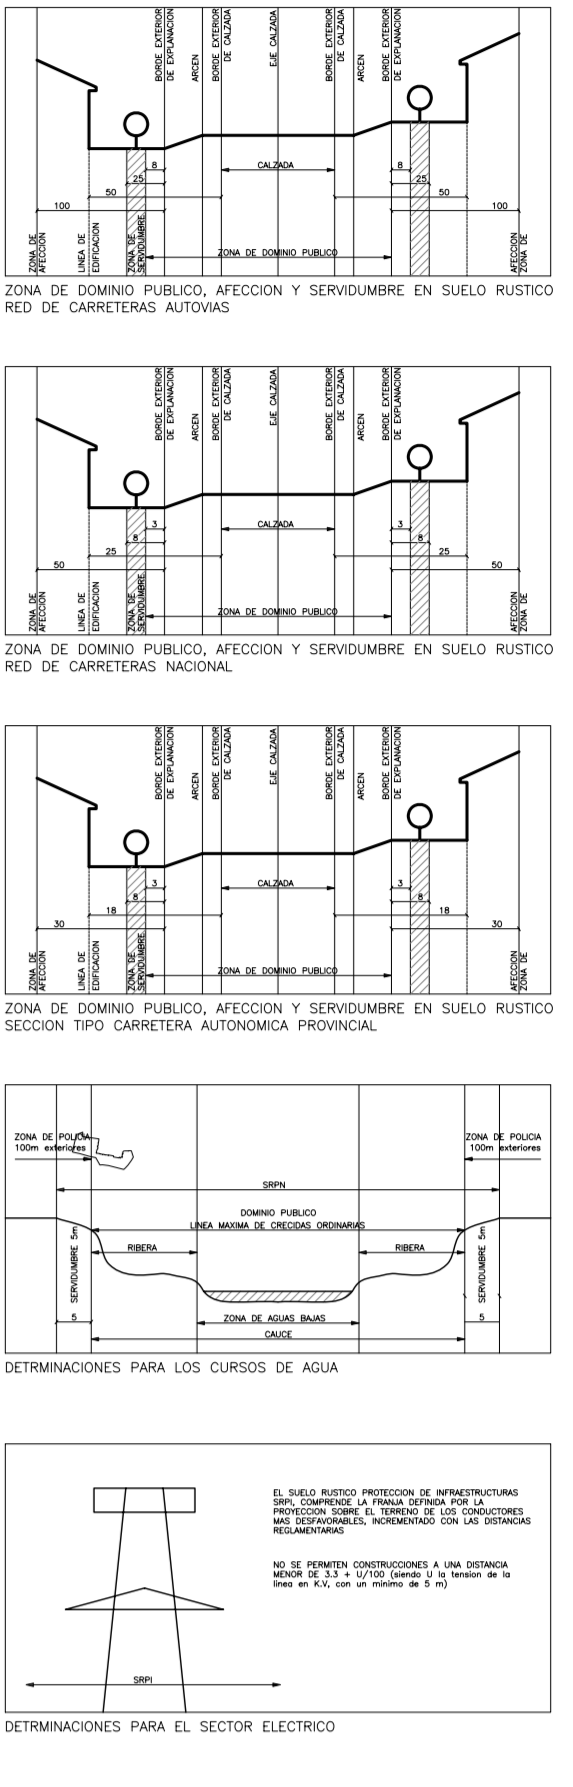 BORDE EXTERIOR
DE EXPLANACION
ARCEN
BORDE EXTERIOR
DE CALZADA
EJE CALZADA
BORDE EXTERIOR
DE CALZADA
ARCEN
BORDE EXTERIOR
DE EXPLANACION
8
CALZADA
8
25
25
50
50
100
100
ZONA DE
AFECCION
LINEA DE
EDIFICACION
ZONA DE
SERVIDUMBRE
ZONA DE DOMINIO PUBLICO
AFECCION
ZONA DE
ZONA DE DOMINIO PUBLICO, AFECCION Y SERVIDUMBRE EN SUELO RUSTICO
RED DE CARRETERAS AUTOVIAS
BORDE EXTERIOR
DE EXPLANACION
ARCEN
BORDE EXTERIOR
DE CALZADA
EJE CALZADA
BORDE EXTERIOR
DE CALZADA
ARCEN
BORDE EXTERIOR
DE EXPLANACION
3
CALZADA
3
8
8
25
25
50
50
ZONA DE
AFECCION
LINEA DE
EDIFICACION
ZONA DE
SERVIDUMBRE
ZONA DE DOMINIO PUBLICO
AFECCION
ZONA DE
ZONA DE DOMINIO PUBLICO, AFECCION Y SERVIDUMBRE EN SUELO RUSTICO
RED DE CARRETERAS NACIONAL
BORDE EXTERIOR
DE EXPLANACION
ARCEN
BORDE EXTERIOR
DE CALZADA
EJE CALZADA
BORDE EXTERIOR
DE CALZADA
ARCEN
BORDE EXTERIOR
DE EXPLANACION
3
CALZADA
3
8
8
18
18
30
30
ZONA DE
AFECCION
LINEA DE
EDIFICACION
ZONA DE
SERVIDUMBRE
ZONA DE DOMINIO PUBLICO
AFECCION
ZONA DE
ZONA DE DOMINIO PUBLICO, AFECCION Y SERVIDUMBRE EN SUELO RUSTICO
SECCION TIPO CARRETERA AUTONOMICA PROVINCIAL
ZONA DE POLICIA
100m exteriores
ZONA DE POLICIA
100m exteriores
SRPN
DOMINIO PUBLICO
LINEA MAXIMA DE CRECIDAS ORDINARIAS
RIBERA
RIBERA
SERVIDUMBRE 5m
SERVIDUMBRE 5m
5
ZONA DE AGUAS BAJAS
5
CAUCE
DETRMINACIONES PARA LOS CURSOS DE AGUA
EL SUELO RUSTICO PROTECCION DE INFRAESTRUCTURAS
SRPI, COMPRENDE LA FRANJA DEFINIDA POR LA
PROYECCION SOBRE EL TERRENO DE LOS CONDUCTORES
MAS DESFAVORABLES, INCREMENTADO CON LAS DISTANCIAS
REGLAMENTARIAS
NO SE PERMITEN CONSTRUCCIONES A UNA DISTANCIA
MENOR DE 3.3 + U/100 (siendo U la tension de la
linea en K.V, con un minimo de 5 m)
SRPI
DETRMINACIONES PARA EL SECTOR ELECTRICO